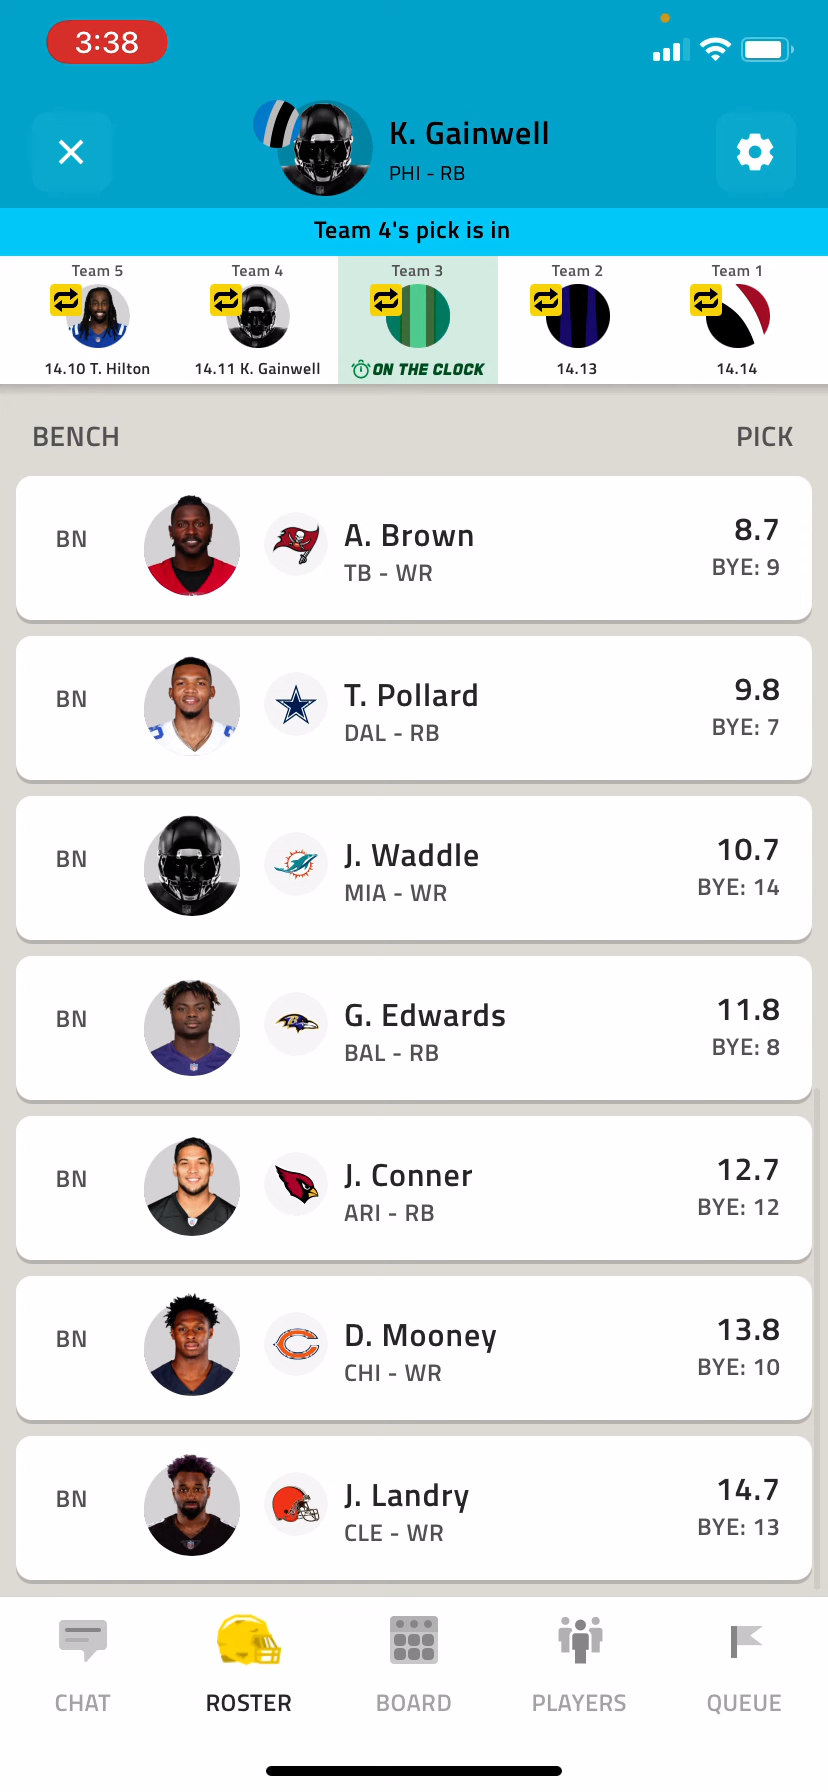 3:38
K. Gainwell
PHI - RB
Team 4's pick is in
Team 5
Team 4
Team 3
Team 2
Team 1
14.10 T. Hilton
14.11 K. Gainwell
ON THE CLOCK
14.13
14.14
BENCH
PICK
BN
A. Brown
8.7
TB - WR
BYE: 9
BN
T. Pollard
9.8
DAL - RB
BYE: 7
BN
J. Waddle
10.7
MIA - WR
BYE: 14
BN
G. Edwards
11.8
BAL - RB
BYE: 8
BN
J. Conner
12.7
ARI - RB
BYE: 12
BN
D. Mooney
13.8
CHI - WR
BYE: 10
BN
J. Landry
14.7
CLE - WR
BYE: 13
CHAT
ROSTER
BOARD
PLAYERS
QUEUE